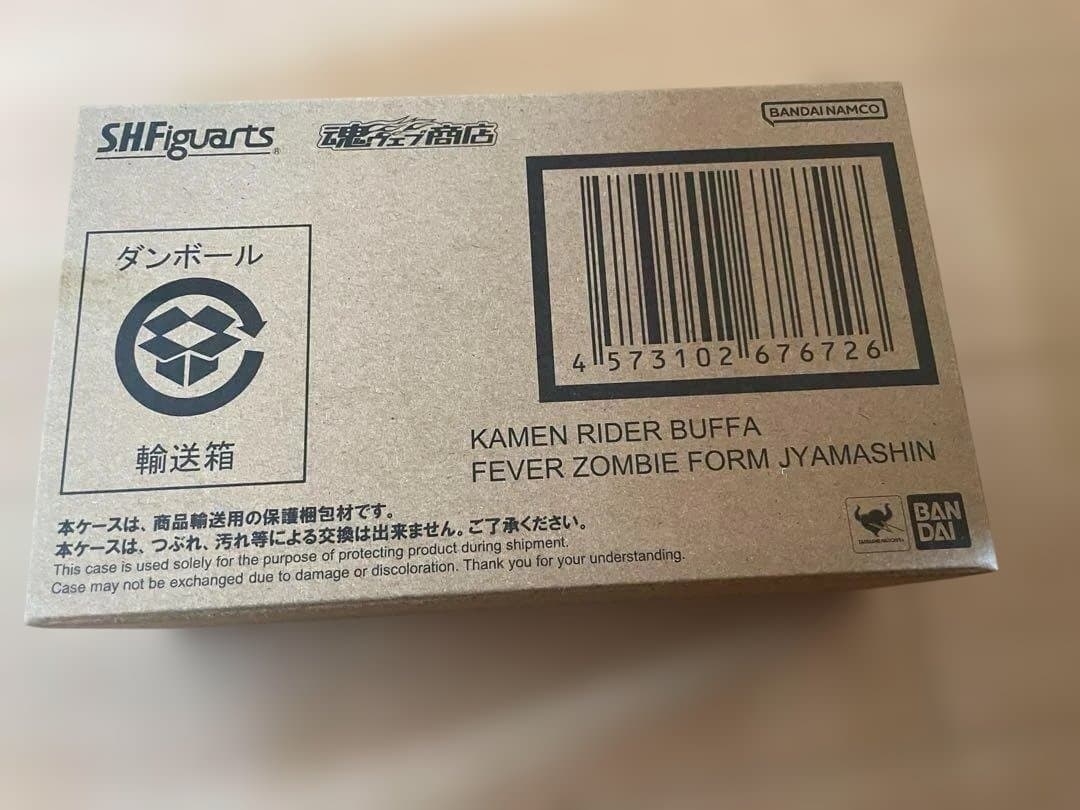 S.H.Figuarts
魂ウェブ商店
BANDAI NAMCO
ダンボール
輸送箱
4 573102 676726
KAMEN RIDER BUFFA
FEVER ZOMBIE FORM JYAMASHIN
本ケースは、商品輸送用の保護梱包材です。
本ケースは、つぶれ、汚れ等による交換は出来ません。ご了承ください。
This case is used solely for the purpose of protecting product during shipment.
Case may not be exchanged due to damage or discoloration. Thank you for your understanding.
TAMASHII NATIONS
BAN
DAI